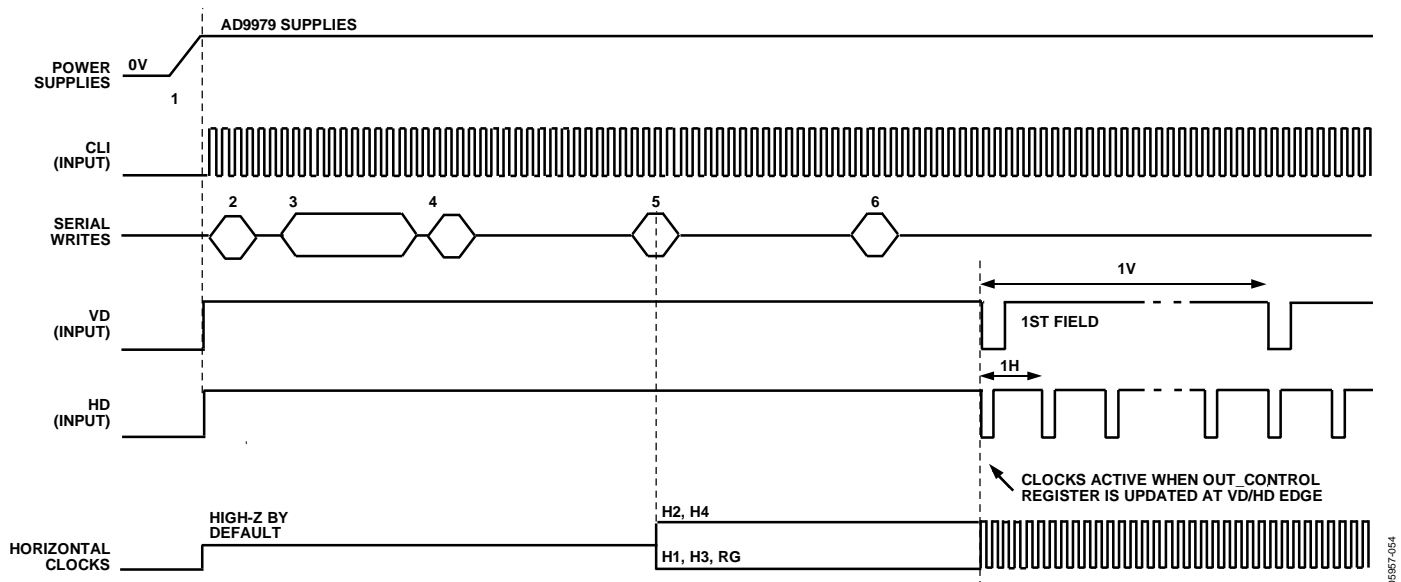 AD9979 SUPPLIES
POWER
SUPPLIES
0V
1
CLI
(INPUT)
SERIAL
WRITES
2
3
4
5
6
VD
(INPUT)
1V
1ST FIELD
HD
(INPUT)
1H
CLOCKS ACTIVE WHEN OUT_CONTROL
REGISTER IS UPDATED AT VD/HD EDGE
HORIZONTAL
CLOCKS
HIGH-Z BY
DEFAULT
H2, H4
H1, H3, RG
05957-054